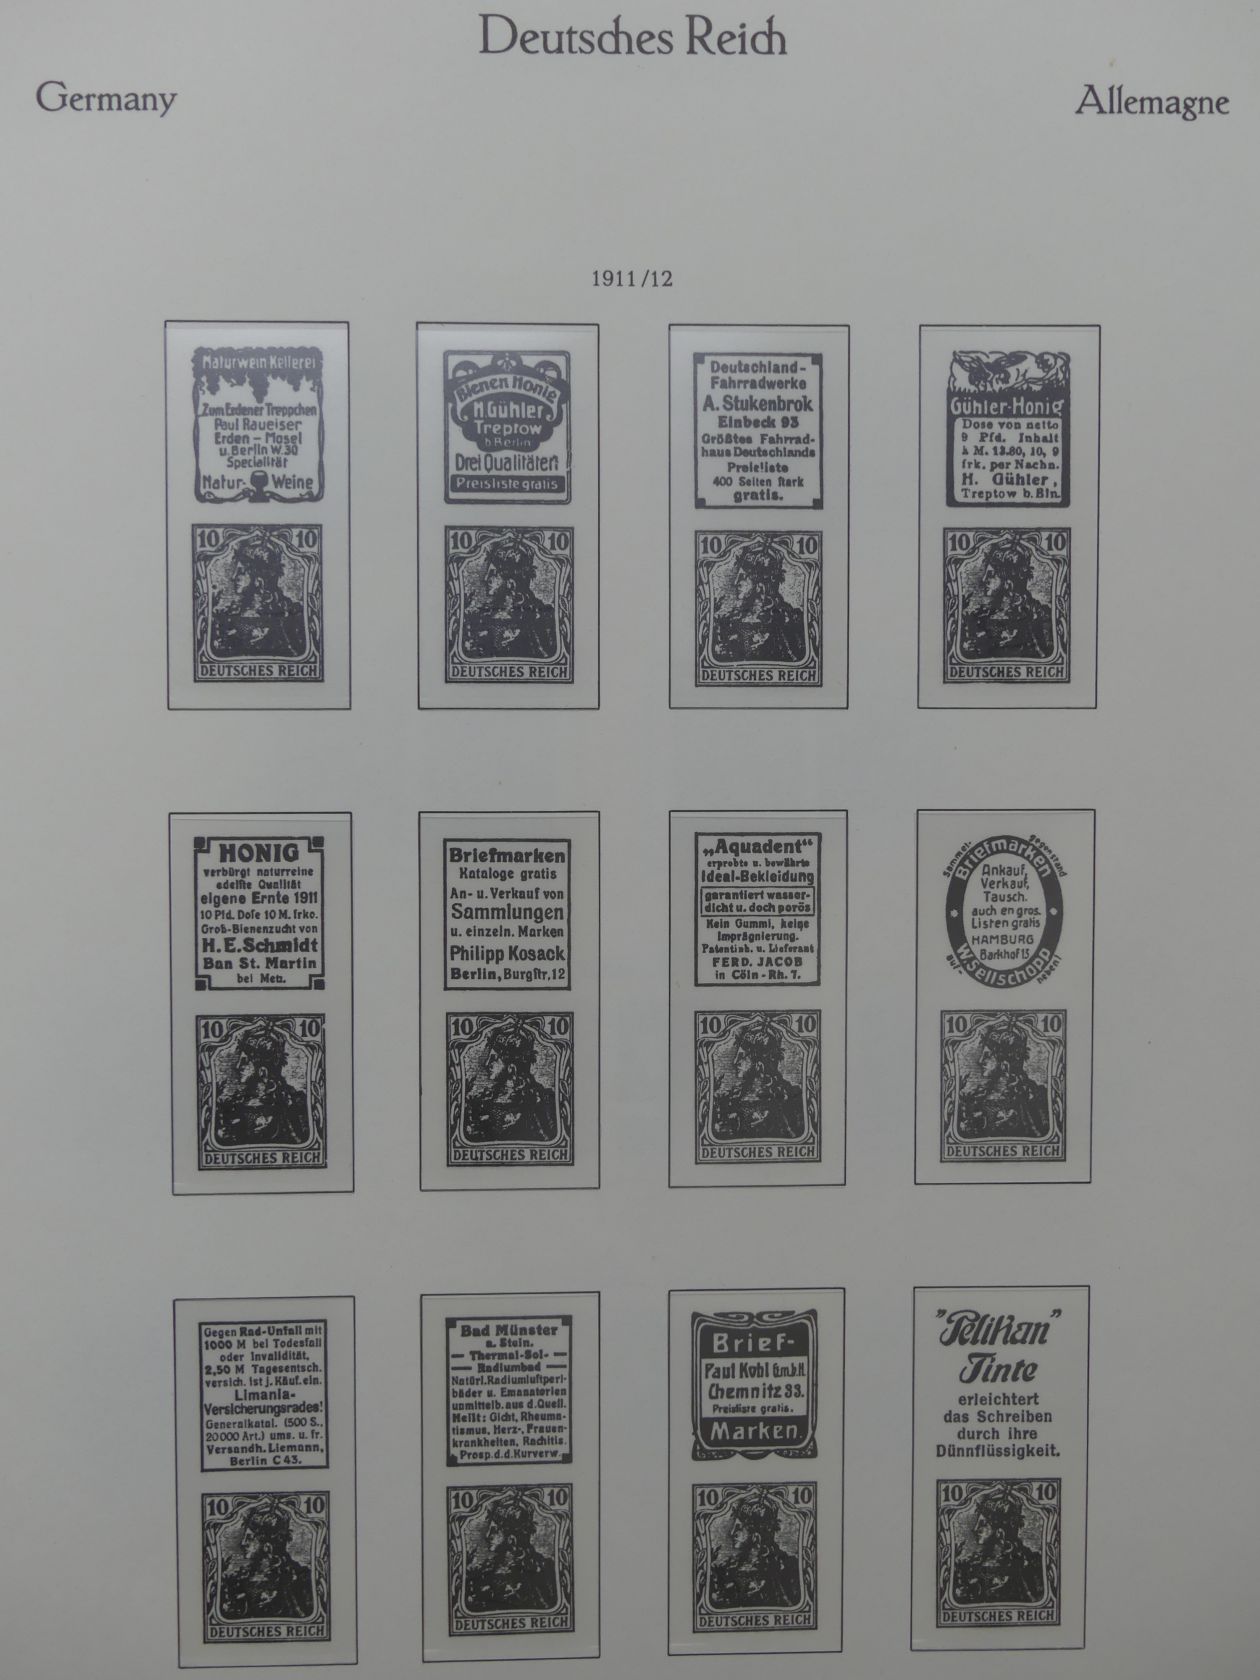 Deutsches Reich
Germany
Allemagne
1911/12
Naturwein Kellerei
Zum Erdener Treppchen
Paul Raueiser
Erden – Mosel
u. Berlin W.30
Spezialität
Natur- Weine
10 10
DEUTSCHES REICH
Bienen Honig
H. Gühler
Treptow
b. Berlin
Drei Qualitäten
Preisliste gratis
10 10
DEUTSCHES REICH
Deutschland-
Fahrradwerke
A. Stukenbrok
Einbeck 93
Größtes Fahrrad-
haus Deutschlands
Preisliste
400 Seiten stark
gratis.
10 10
DEUTSCHES REICH
Gühler-Honig
Dose von netto
9 Pfd. Inhalt
à M. 13.80, 10, 9
frk. per Nachn.
H. Gühler,
Treptow b. Bln.
10 10
DEUTSCHES REICH
HONIG
verbürgt naturreine
edelste Qualität
eigene Ernte 1911
10 Pfd. Dose 10 M. frko.
Groß-Bienenzucht von
H. E. Schmidt
Ban St. Martin
bei Metz.
10 10
DEUTSCHES REICH
Briefmarken
Kataloge gratis
An- u. Verkauf von
Sammlungen
u. einzeln. Marken
Philipp Kosack
Berlin, Burgstr. 12
10 10
DEUTSCHES REICH
„Aquadent“
erprobte u. bewährte
Ideal-Bekleidung
garantiert wasser-
dicht u. doch porös
Kein Gummi, keine
Imprägnierung.
Patentinh. u. Lieferant
FERD. JACOB
in Cöln - Rh. 7.
10 10
DEUTSCHES REICH
Sammel- Gegenstand
Briefmarken
Ankauf,
Verkauf,
Tausch.
auch en gros.
Listen gratis
HAMBURG
Barkhof 13
W. Sellschopp
auf- heben!
10 10
DEUTSCHES REICH
Gegen Rad-Unfall mit
1000 M bei Todesfall
oder Invalidität,
2,50 M Tagesentsch.
versich. ist j. Käuf. ein.
Limania-
Versicherungsrades!
Generalkatal. (500 S.,
20000 Art.) ums. u. fr.
Versandh. Liemann,
Berlin C 43.
10 10
DEUTSCHES REICH
Bad Münster
a. Stein.
– Thermal-Sol- –
— Radiumbad —
Natürl. Radiumluftperl-
bäder u. Emanatorien
unmittelb. aus d. Quell.
Heilt: Gicht, Rheuma-
tismus, Herz-, Frauen-
krankheiten, Rachitis.
Prosp. d. d. Kurverw.
10 10
DEUTSCHES REICH
Brief-
Paul Kohl G.m.b.H.
Chemnitz 33.
Preisliste gratis.
Marken.
10 10
DEUTSCHES REICH
"Pelikan"
Tinte
erleichtert
das Schreiben
durch ihre
Dünnflüssigkeit.
10 10
DEUTSCHES REICH